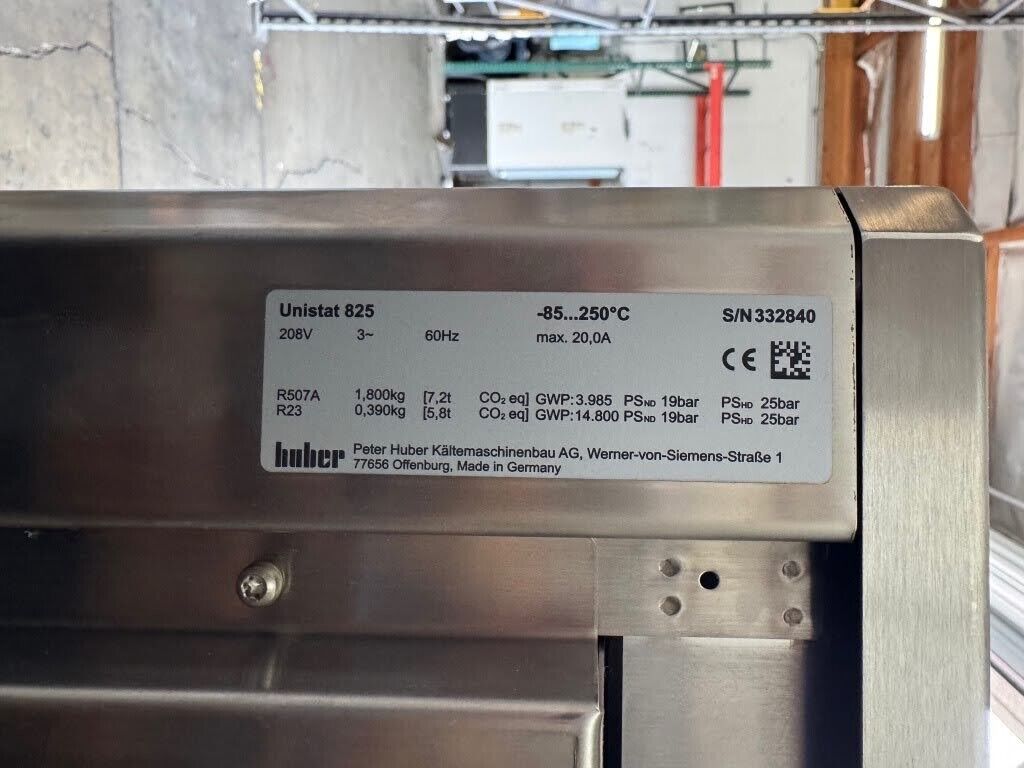 Unistat 825 -85...250°C S/N 332840
208V 3~ 60Hz max. 20,0A
CE
R507A 1,800kg [7,2t CO₂ eq] GWP: 3.985 PSND 19bar PSHD 25bar
R23 0,390kg [5,8t CO₂ eq] GWP: 14.800 PSND 19bar PSHD 25bar
huber Peter Huber Kältemaschinenbau AG, Werner-von-Siemens-Straße 1
77656 Offenburg, Made in Germany